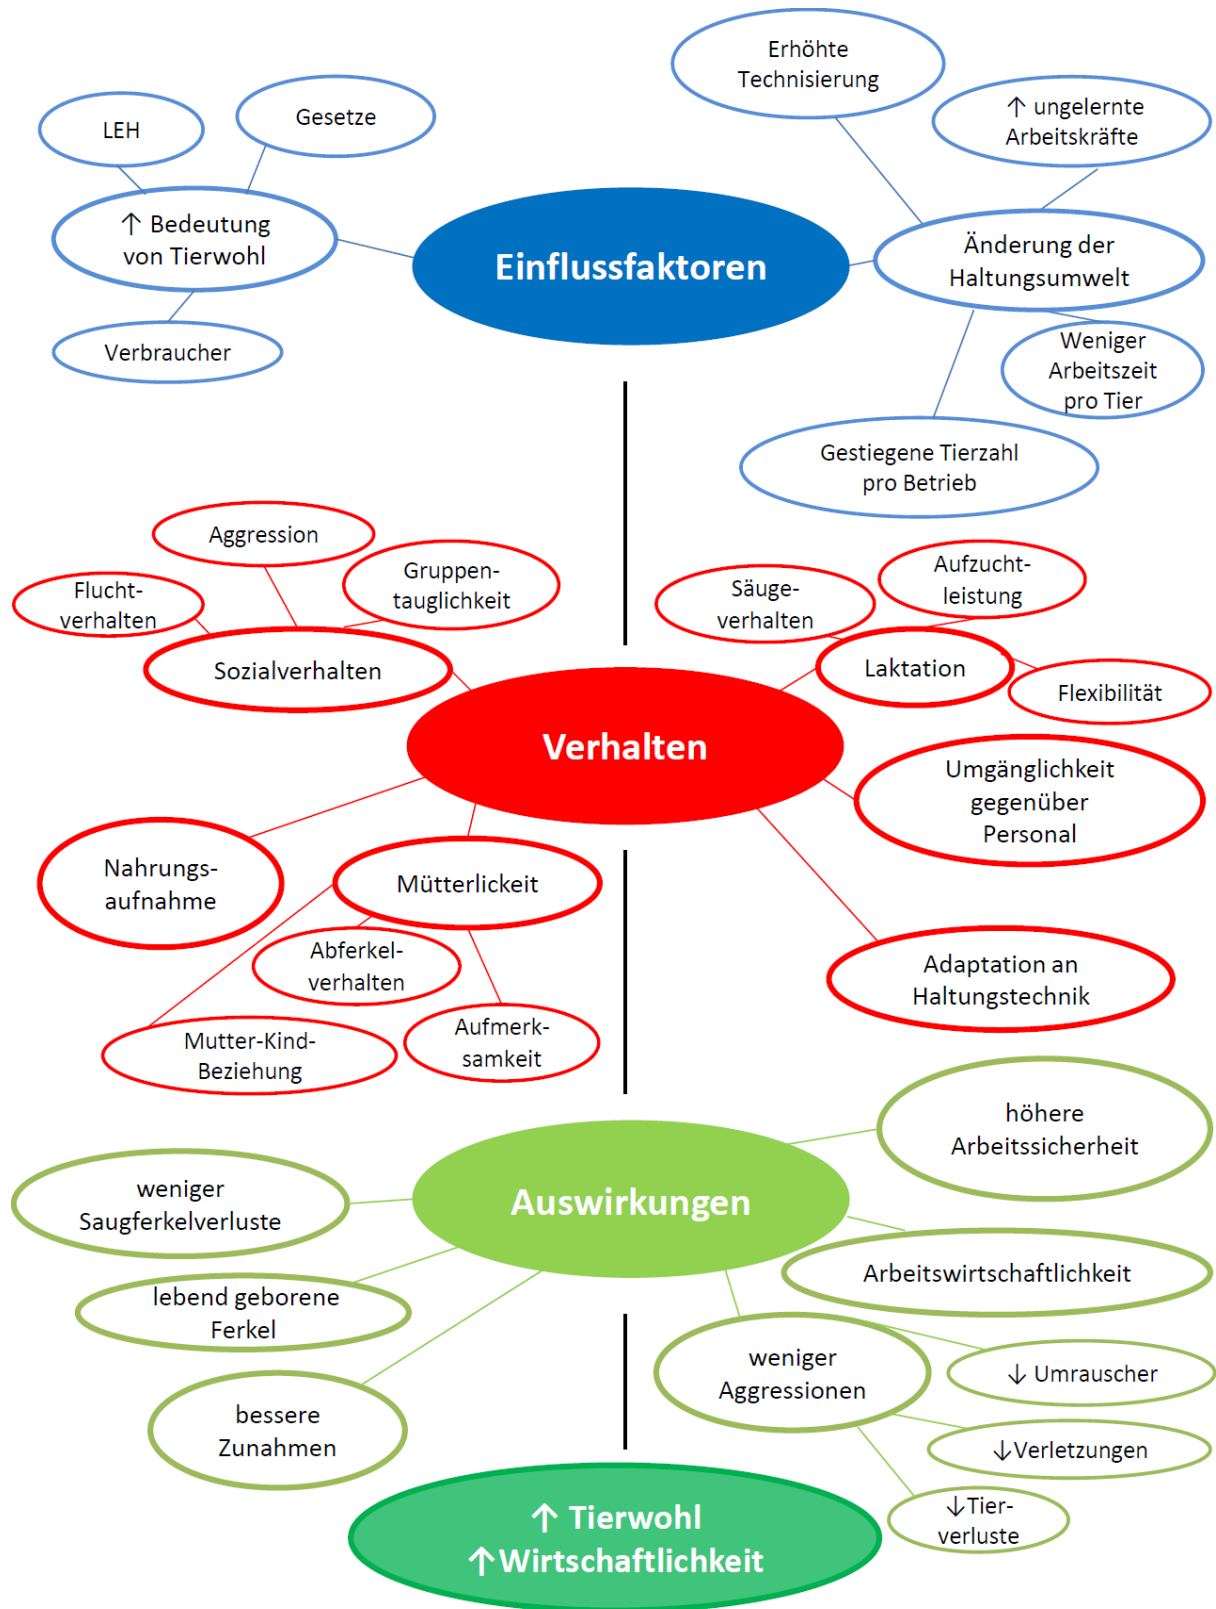 Erhöhte
Technisierung
LEH
Gesetze
↑ ungelernte
Arbeitskräfte
↑ Bedeutung
von Tierwohl
Einflussfaktoren
Änderung der
Haltungsumwelt
Verbraucher
Weniger
Arbeitszeit
pro Tier
Gestiegene Tierzahl
pro Betrieb
Aggression
Flucht-
verhalten
Gruppen-
tauglichkeit
Sozialverhalten
Säuge-
verhalten
Aufzucht-
leistung
Laktation
Flexibilität
Verhalten
Umgänglichkeit
gegenüber
Personal
Nahrungs-
aufnahme
Mütterlickeit
Abferkel-
verhalten
Mutter-Kind-
Beziehung
Aufmerk-
samkeit
Adaptation an
Haltungstechnik
höhere
Arbeitssicherheit
weniger
Saugferkelverluste
Auswirkungen
Arbeitswirtschaftlichkeit
lebend geborene
Ferkel
weniger
Aggressionen
↓ Umrauscher
bessere
Zunahmen
↓Verletzungen
↓Tier-
verluste
↑ Tierwohl
↑Wirtschaftlichkeit